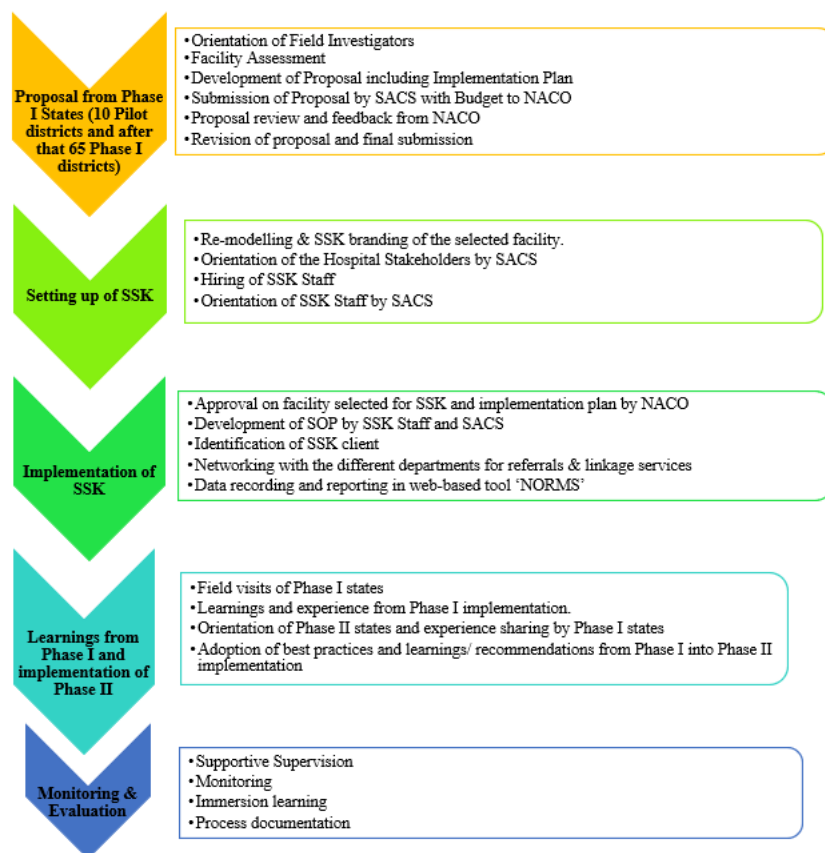 Proposal from Phase
I States (10 Pilot
districts and after
that 65 Phase I
districts)
•Orientation of Field Investigators
•Facility Assessment
•Development of Proposal including Implementation Plan
•Submission of Proposal by SACS with Budget to NACO
•Proposal review and feedback from NACO
•Revision of proposal and final submission
Setting up of SSK
•Re-modelling & SSK branding of the selected facility.
•Orientation of the Hospital Stakeholders by SACS
•Hiring of SSK Staff
•Orientation of SSK Staff by SACS
Implementation of
SSK
•Approval on facility selected for SSK and implementation plan by NACO
•Development of SOP by SSK Staff and SACS
•Identification of SSK client
•Networking with the different departments for referrals & linkage services
•Data recording and reporting in web-based tool ‘NORMS’
Learnings from
Phase I and
implementation of
Phase II
•Field visits of Phase I states
•Learnings and experience from Phase I implementation.
•Orientation of Phase II states and experience sharing by Phase I states
•Adoption of best practices and learnings/ recommendations from Phase I into Phase II
implementation
Monitoring &
Evaluation
•Supportive Supervision
•Monitoring
•Immersion learning
•Process documentation